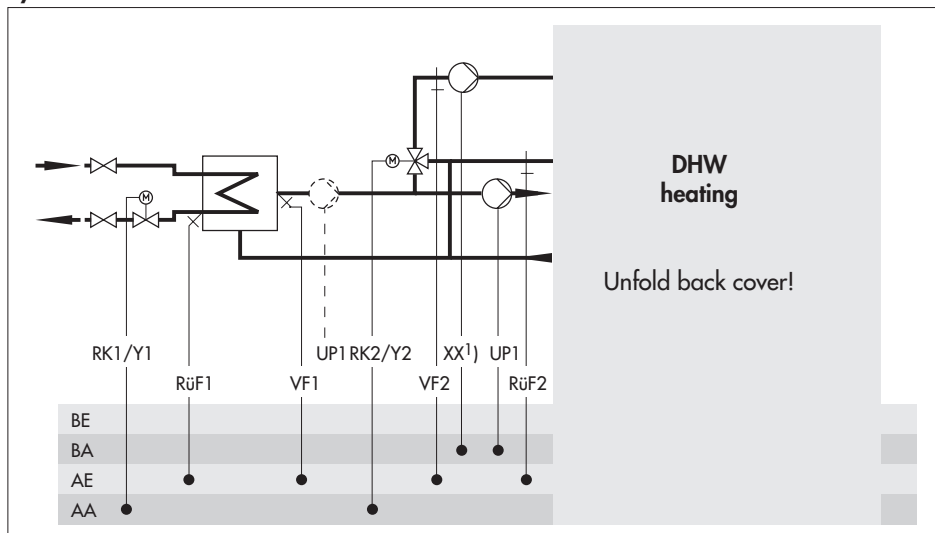 M
M
DHW
heating
Unfold back cover!
RK1/Y1
UP1
RK2/Y2
XX¹)
UP1
RüF1
VF1
VF2
RüF2
BE
BA
AE
AA